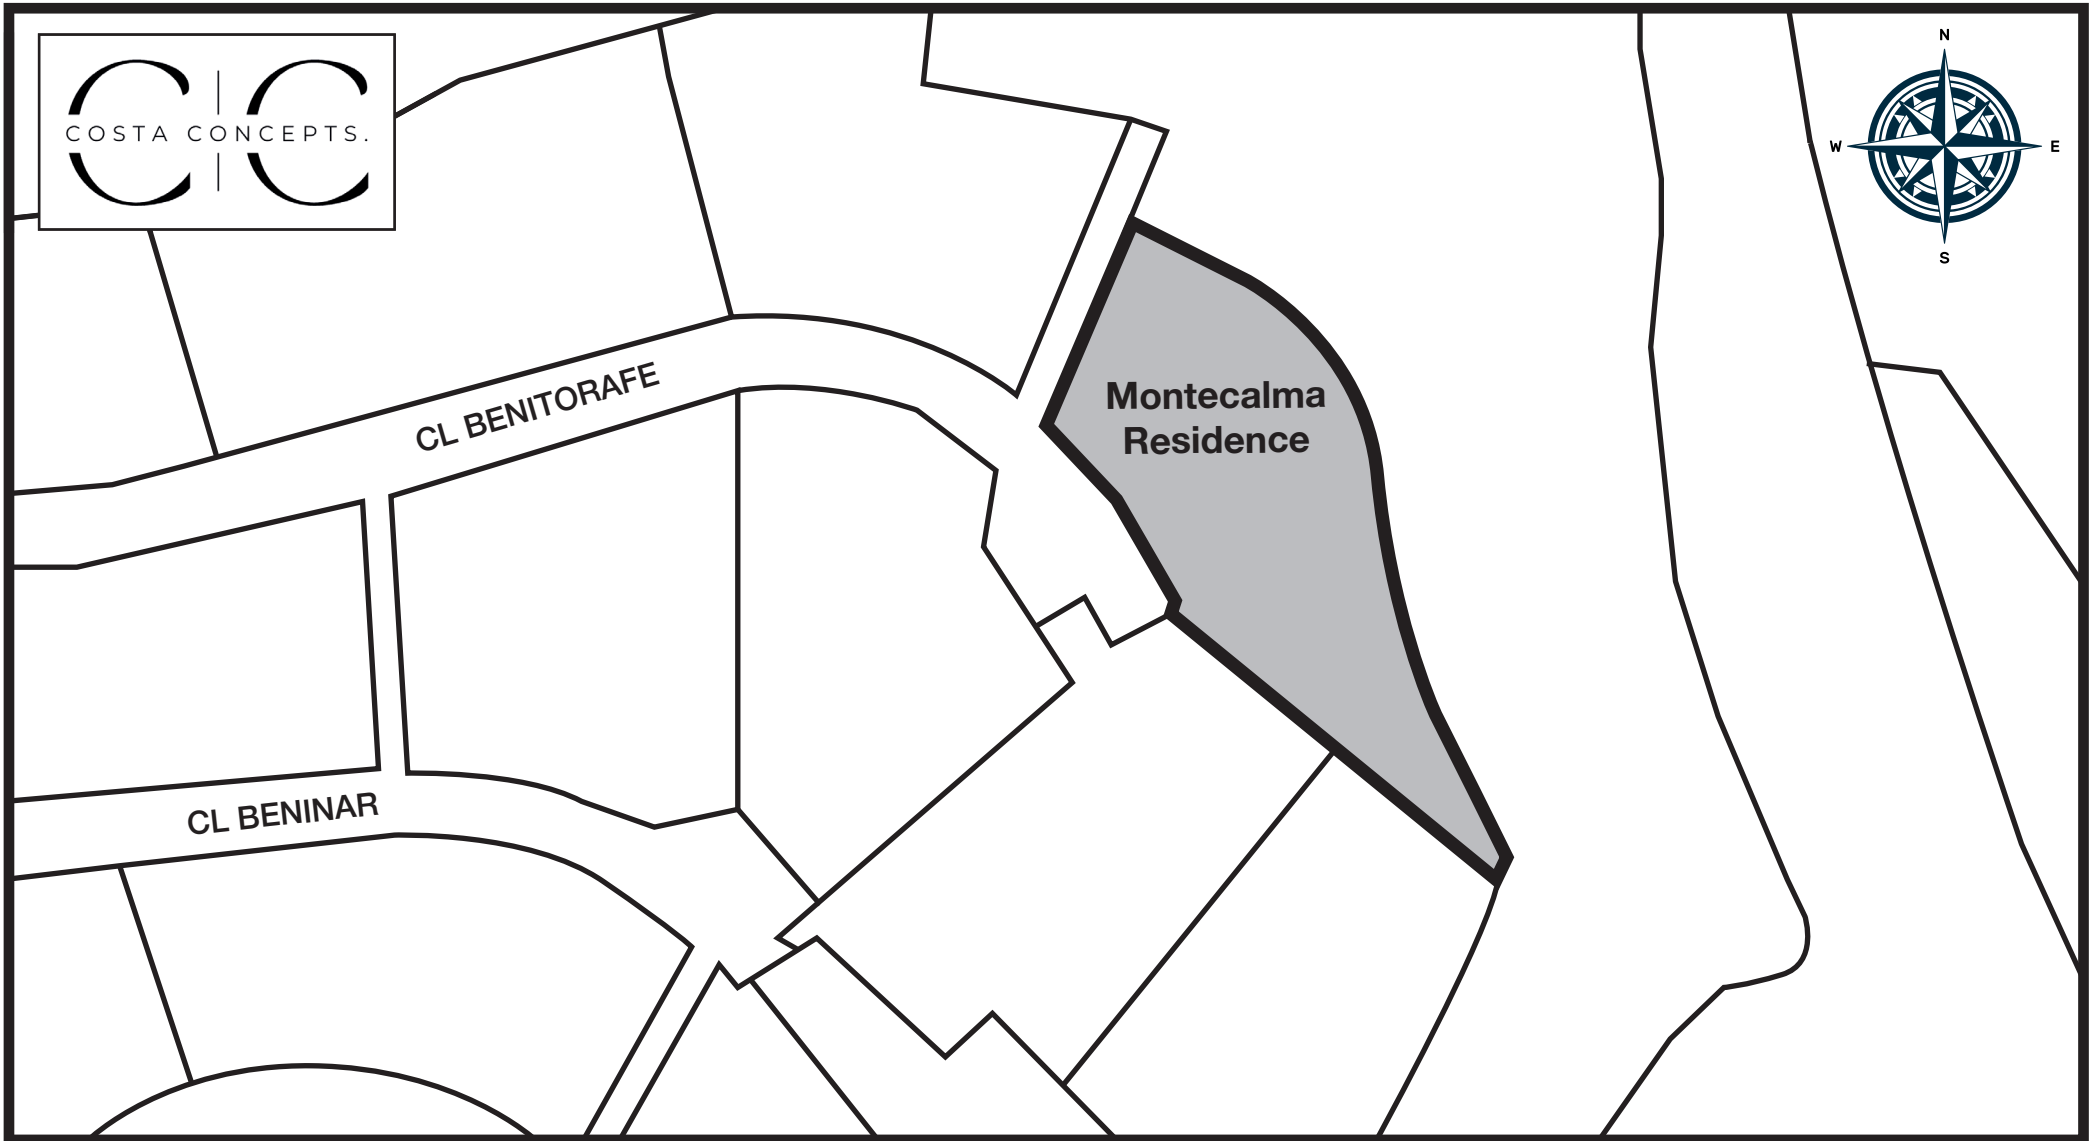 COSTA CONCEPTS.
N
W
E
S
CL BENITORAFE
Montecalma
Residence
CL BENINAR